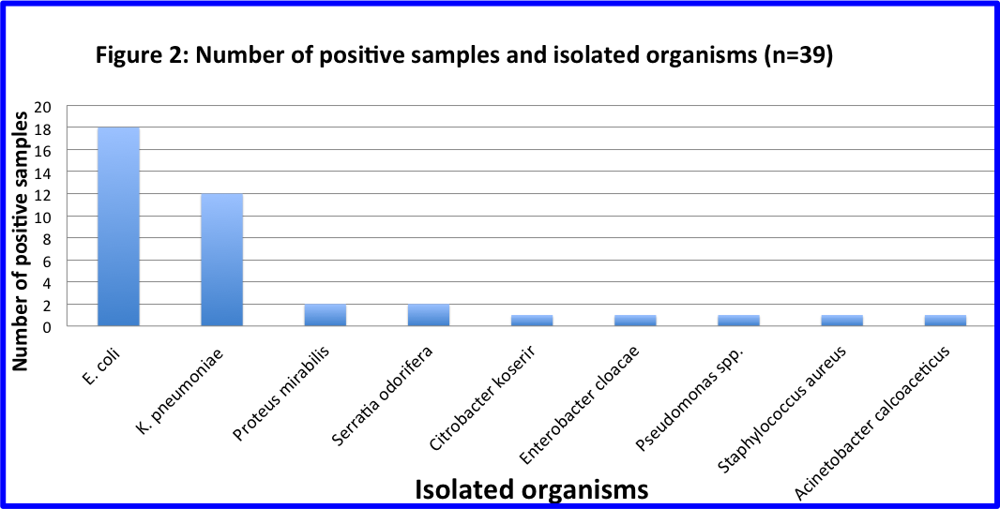 Figure 2: Number of positive samples and isolated organisms (n=39)
Number of positive samples
20
18
16
14
12
10
8
6
4
2
0
E. coli
K. pneumoniae
Proteus mirabilis
Serratia odorifera
Citrobacter koserir
Enterobacter cloacae
Pseudomonas spp.
Staphylococcus aureus
Acinetobacter calcoaceticus
Isolated organisms